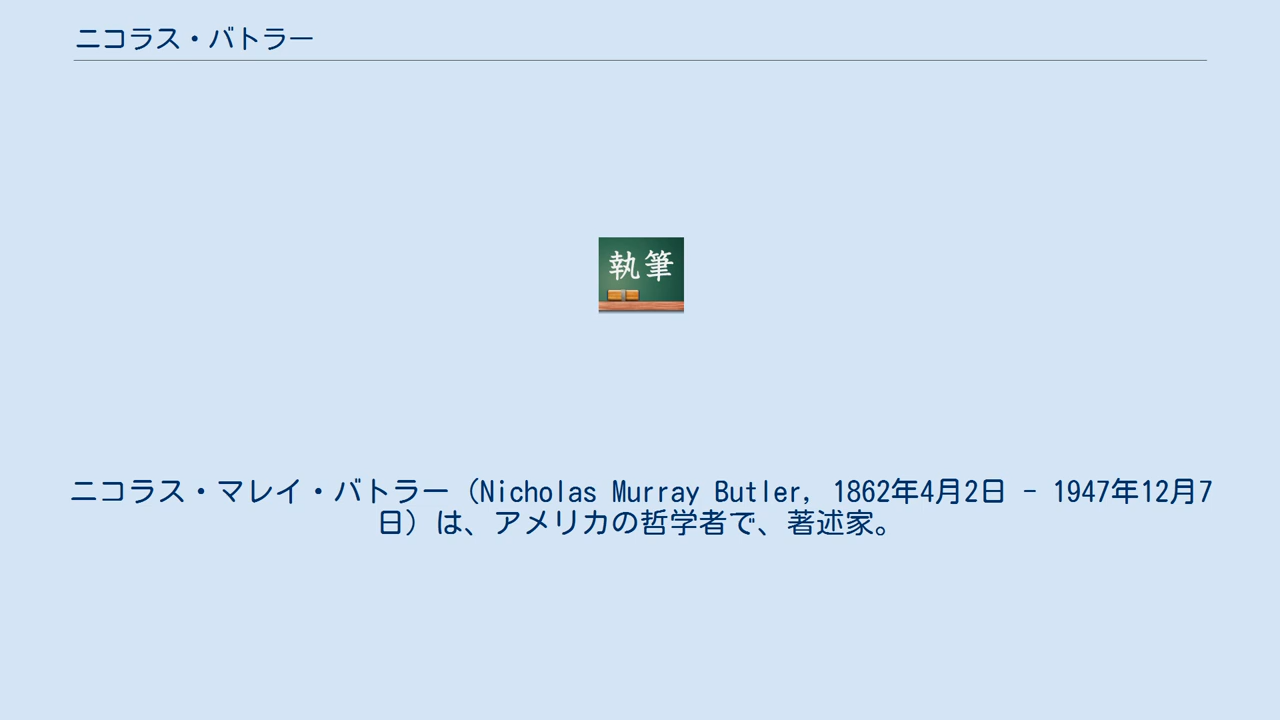 ニコラス・バトラー
執筆
ニコラス・マレイ・バトラー（Nicholas Murray Butler, 1862年4月2日 - 1947年12月7
日）は、アメリカの哲学者で、著述家。